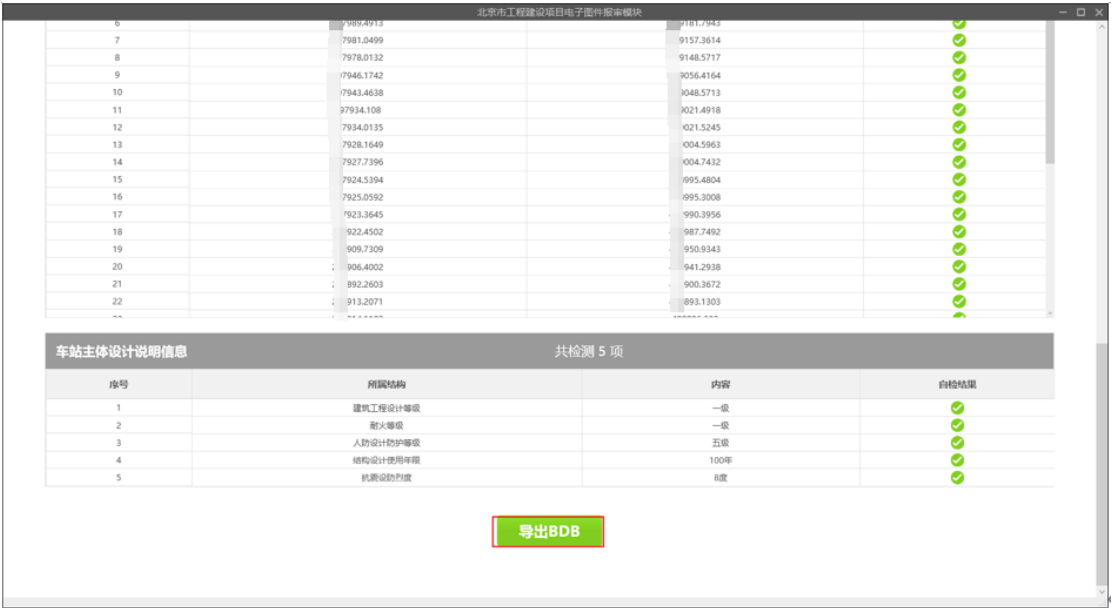 北京市工程建设项目电子图件报审模块
6 7989.4913 9181.7943
7 7981.0499 9157.3614
8 7978.0132 9148.5717
9 7946.1742 9056.4164
10 7943.4638 9048.5713
11 97934.108 9021.4918
12 7934.0135 9021.5245
13 7928.1649 9004.5963
14 7927.7396 9004.7432
15 7924.5394 8995.4804
16 7925.0592 8995.3008
17 7923.3645 990.3956
18 922.4502 987.7492
19 909.7309 950.9343
20 2 906.4002 941.2938
21 892.2603 900.3672
22 913.2071 893.1303
车站主体设计说明信息 共检测 5 项
序号 所属结构 内容 自检结果
1 建筑工程设计等级 一级
2 耐火等级 一级
3 人防设计防护等级 五级
4 结构设计使用年限 100年
5 抗震设防烈度 8度
导出BDB